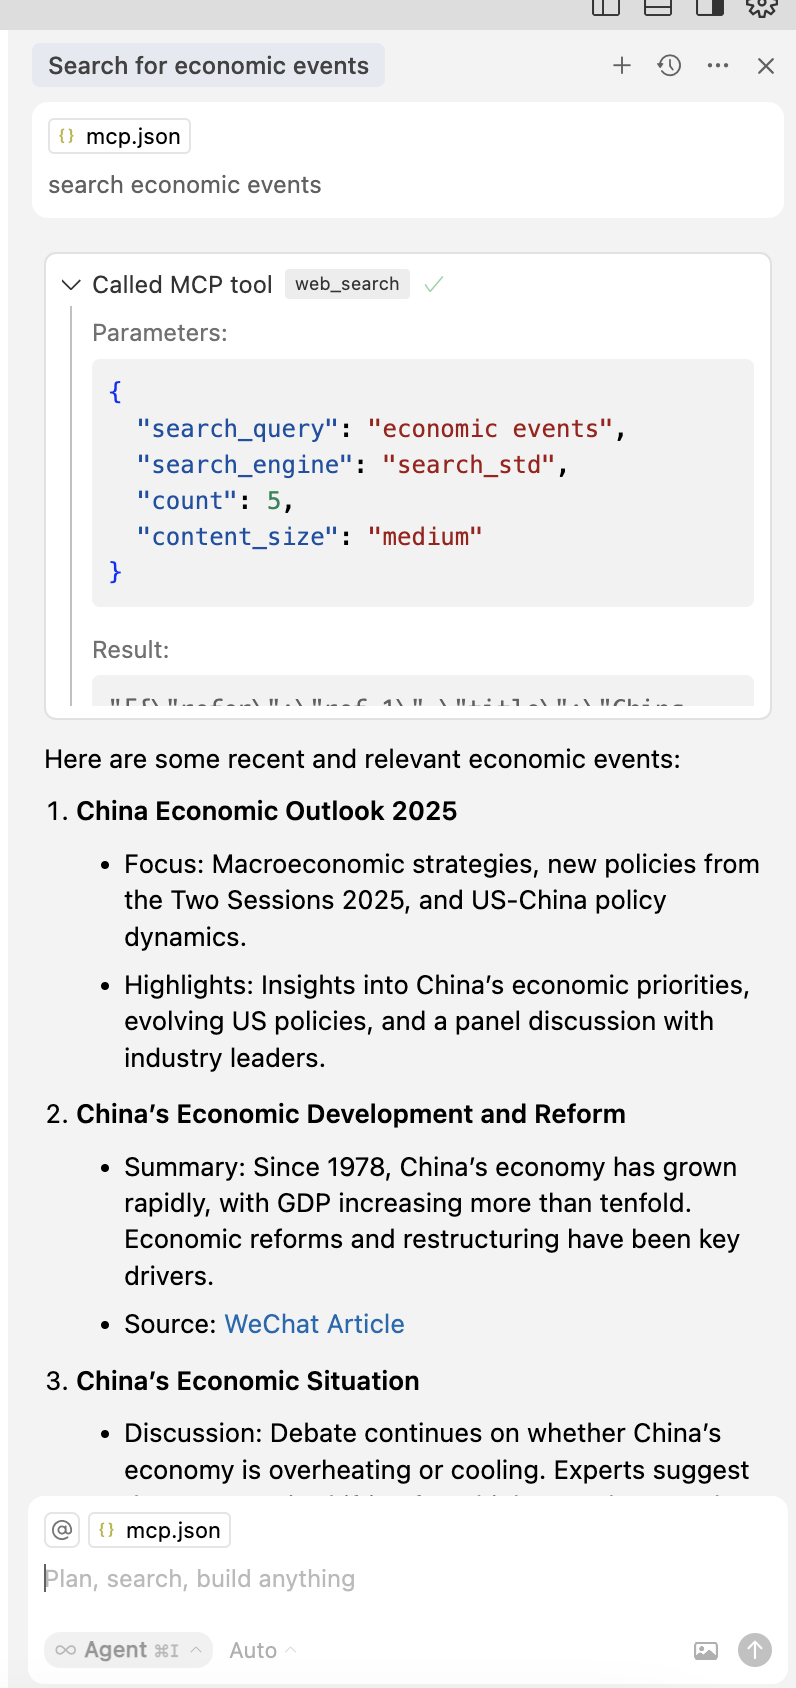 Search for economic events
{} mcp.json
search economic events
Called MCP tool web_search
Parameters:
{
"search_query": "economic events",
"search_engine": "search_std",
"count": 5,
"content_size": "medium"
}
Result:
"[{\"refer\":\"ref_1\",\"title\":\"China
Here are some recent and relevant economic events:
1. China Economic Outlook 2025
• Focus: Macroeconomic strategies, new policies from
the Two Sessions 2025, and US-China policy
dynamics.
• Highlights: Insights into China's economic priorities,
evolving US policies, and a panel discussion with
industry leaders.
2. China's Economic Development and Reform
• Summary: Since 1978, China's economy has grown
rapidly, with GDP increasing more than tenfold.
Economic reforms and restructuring have been key
drivers.
• Source: WeChat Article
3. China's Economic Situation
• Discussion: Debate continues on whether China's
economy is overheating or cooling. Experts suggest
@ {} mcp.json
Plan, search, build anything
∞ Agent ⌘I Auto